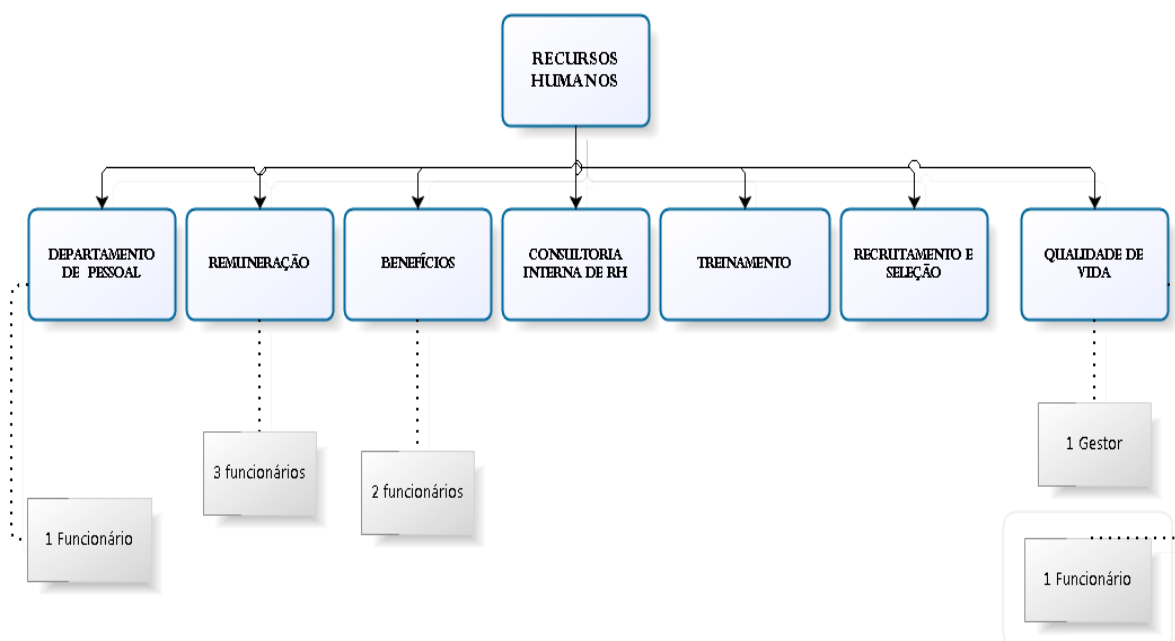 RECURSOS
HUMANOS
DEPARTAMENTO
DE PESSOAL
REMUNERAÇÃO
BENEFÍCIOS
CONSULTORIA
INTERNA DE RH
TREINAMENTO
RECRUTAMENTO E
SELEÇÃO
QUALIDADE DE
VIDA
1 Funcionário
3 funcionários
2 funcionários
1 Gestor
1 Funcionário